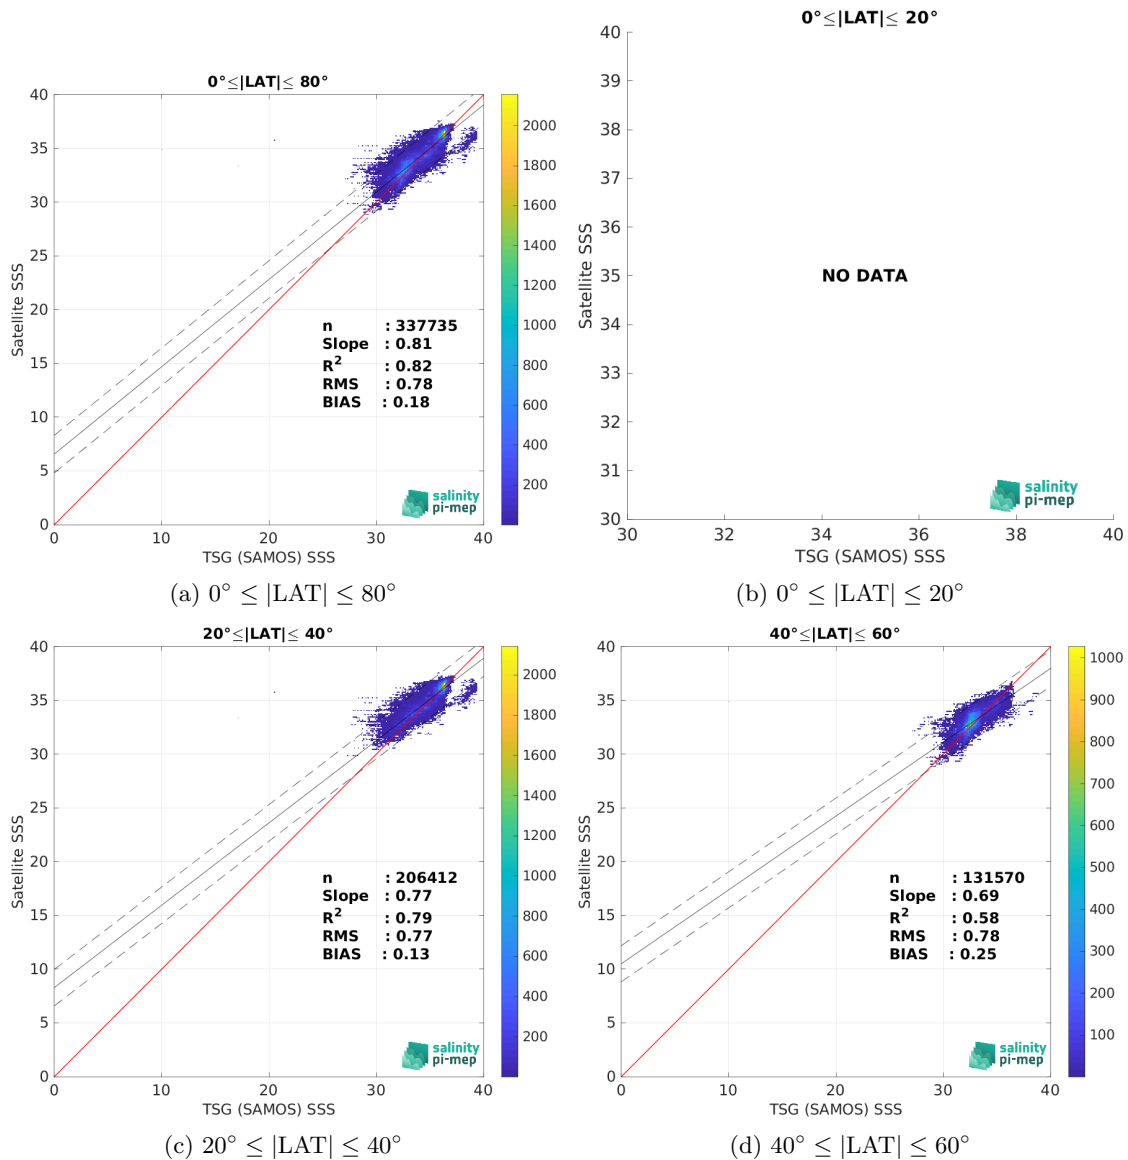 0°≤|LAT|≤ 80°
40
35
30
25
20
15
10
5
0
0
10
20
30
40
Satellite SSS
TSG (SAMOS) SSS
n : 337735
Slope : 0.81
R² : 0.82
RMS : 0.78
BIAS : 0.18
salinity
pi-mep
2000
1800
1600
1400
1200
1000
800
600
400
200
(a) 0° ≤ |LAT| ≤ 80°
0°≤|LAT|≤ 20°
40
39
38
37
36
35
34
33
32
31
30
30
32
34
36
38
40
Satellite SSS
TSG (SAMOS) SSS
NO DATA
salinity
pi-mep
(b) 0° ≤ |LAT| ≤ 20°
20°≤|LAT|≤ 40°
40
35
30
25
20
15
10
5
0
0
10
20
30
40
Satellite SSS
TSG (SAMOS) SSS
n : 206412
Slope : 0.77
R² : 0.79
RMS : 0.77
BIAS : 0.13
salinity
pi-mep
2000
1800
1600
1400
1200
1000
800
600
400
200
(c) 20° ≤ |LAT| ≤ 40°
40°≤|LAT|≤ 60°
40
35
30
25
20
15
10
5
0
0
10
20
30
40
Satellite SSS
TSG (SAMOS) SSS
n : 131570
Slope : 0.69
R² : 0.58
RMS : 0.78
BIAS : 0.25
salinity
pi-mep
1000
900
800
700
600
500
400
300
200
100
(d) 40° ≤ |LAT| ≤ 60°